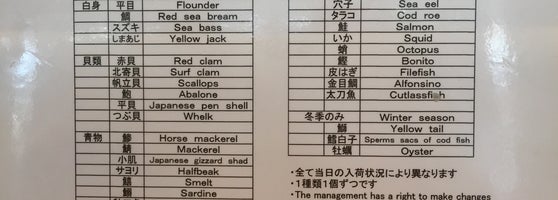 白身 平目 Flounder
鯛 Red sea bream
スズキ Sea bass
しまあじ Yellow jack
貝類 赤貝 Red clam
北寄貝 Surf clam
帆立貝 Scallops
鮑 Abalone
平貝 Japanese pen shell
つぶ貝 Whelk
青物 鯵 Horse mackerel
鯖 Mackerel
小肌 Japanese gizzard shad
サヨリ Halfbeak
鱚 Smelt
鰯 Sardine
穴子 Sea eel
タラコ Cod roe
鮭 Salmon
いか Squid
蛸 Octopus
鰹 Bonito
皮はぎ Filefish
金目鯛 Alfonsino
太刀魚 Cutlassfish
冬季のみ Winter season
鰤 Yellow tail
鱈白子 Sperms sacs of cod fish
牡蠣 Oyster
・全て当日の入荷状況により異なります
・1種類1個ずつです
・The management has a right to make changes